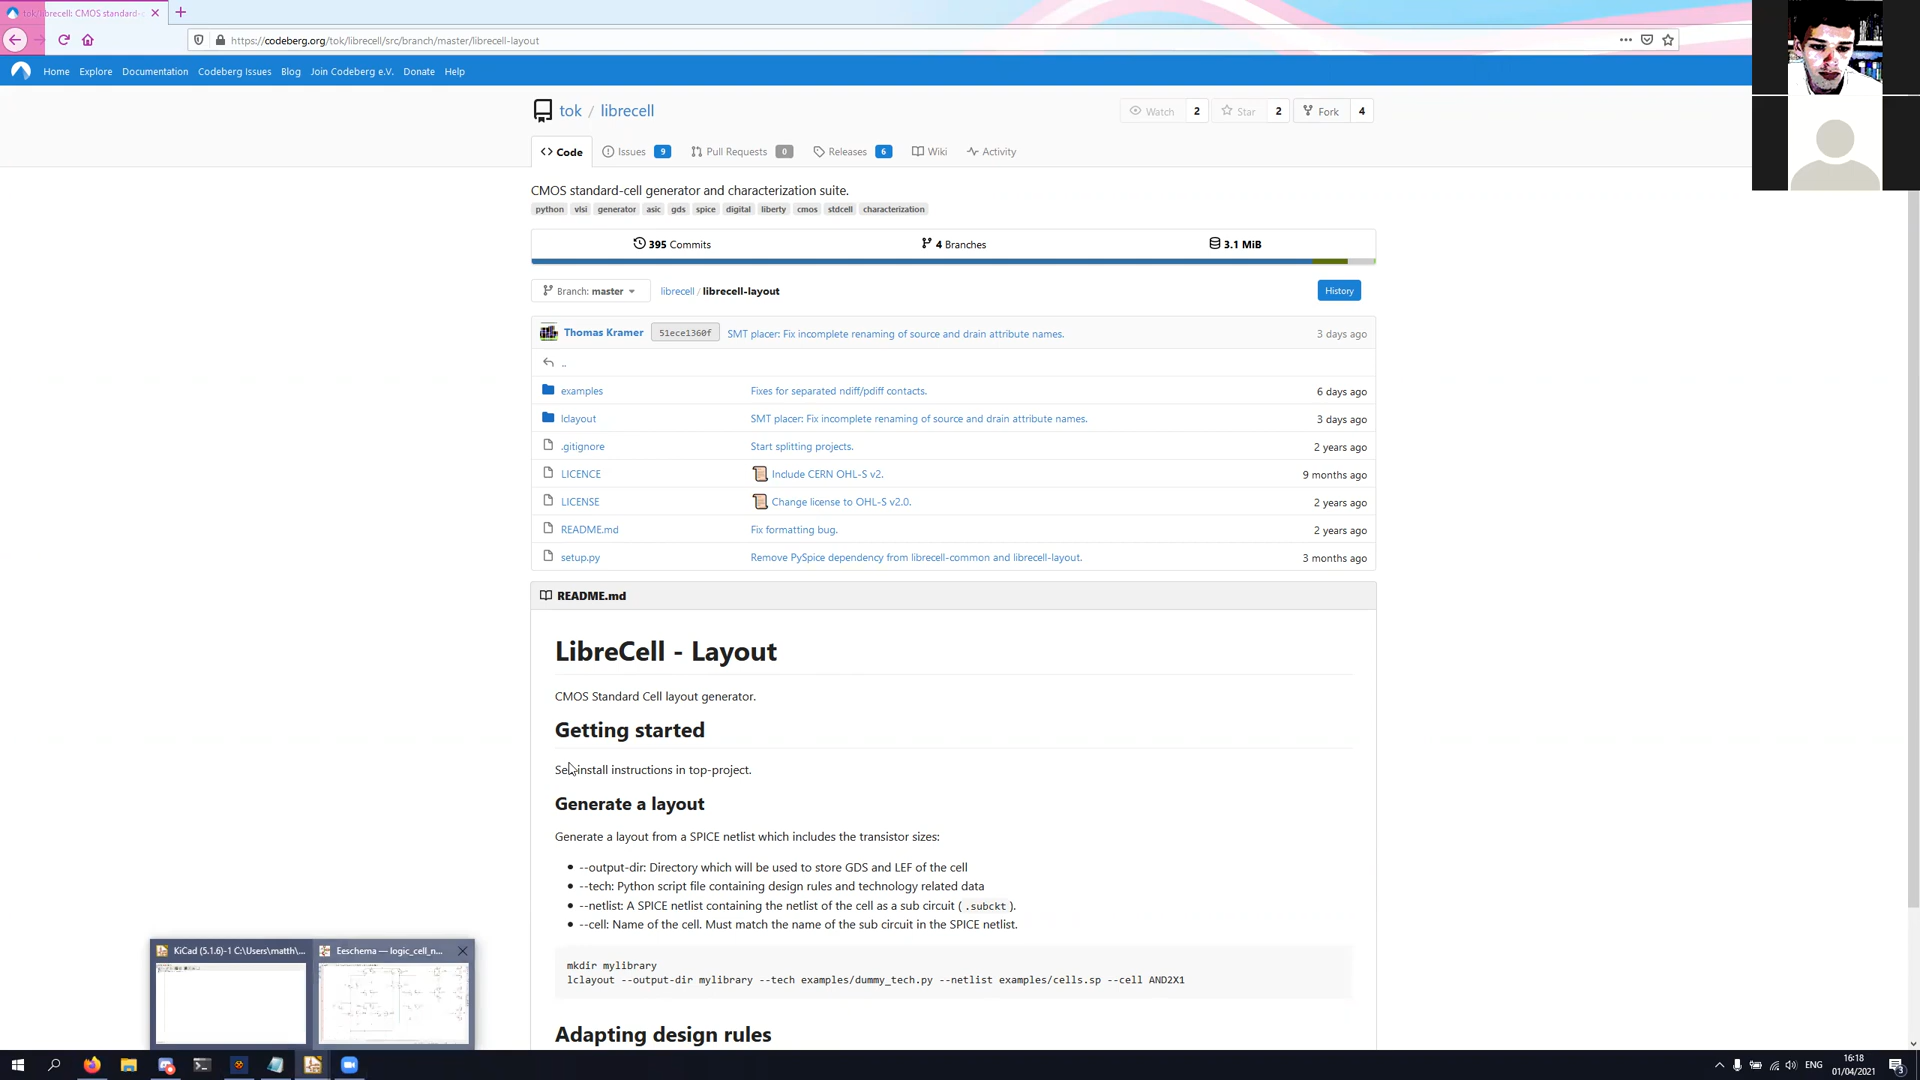 tok/librecell: CMOS standard-c
https://codeberg.org/tok/librecell/src/branch/master/librecell-layout
Home Explore Documentation Codeberg Issues Blog Join Codeberg e.V. Donate Help
tok / librecell
Watch 2 Star 2 Fork 4
Code Issues 9 Pull Requests 0 Releases 6 Wiki Activity
CMOS standard-cell generator and characterization suite.
python vlsi generator asic gds spice digital liberty cmos stdcell characterization
395 Commits 4 Branches 3.1 MiB
Branch: master librecell / librecell-layout History
Thomas Kramer 51ece1360f SMT placer: Fix incomplete renaming of source and drain attribute names. 3 days ago
..
examples Fixes for separated ndiff/pdiff contacts. 6 days ago
lclayout SMT placer: Fix incomplete renaming of source and drain attribute names. 3 days ago
.gitignore Start splitting projects. 2 years ago
LICENCE Include CERN OHL-S v2. 9 months ago
LICENSE Change license to OHL-S v2.0. 2 years ago
README.md Fix formatting bug. 2 years ago
setup.py Remove PySpice dependency from librecell-common and librecell-layout. 3 months ago
README.md
LibreCell - Layout
CMOS Standard Cell layout generator.
Getting started
See install instructions in top-project.
Generate a layout
Generate a layout from a SPICE netlist which includes the transistor sizes:
--output-dir: Directory which will be used to store GDS and LEF of the cell
--tech: Python script file containing design rules and technology related data
--netlist: A SPICE netlist containing the netlist of the cell as a sub circuit ( .subckt ).
--cell: Name of the cell. Must match the name of the sub circuit in the SPICE netlist.
mkdir mylibrary
lclayout --output-dir mylibrary --tech examples/dummy_tech.py --netlist examples/cells.sp --cell AND2X1
Adapting design rules
KiCad (5.1.6)-1 C:\Users\matth\... Eeschema — logic_cell_n...
ENG 16:18
01/04/2021 3